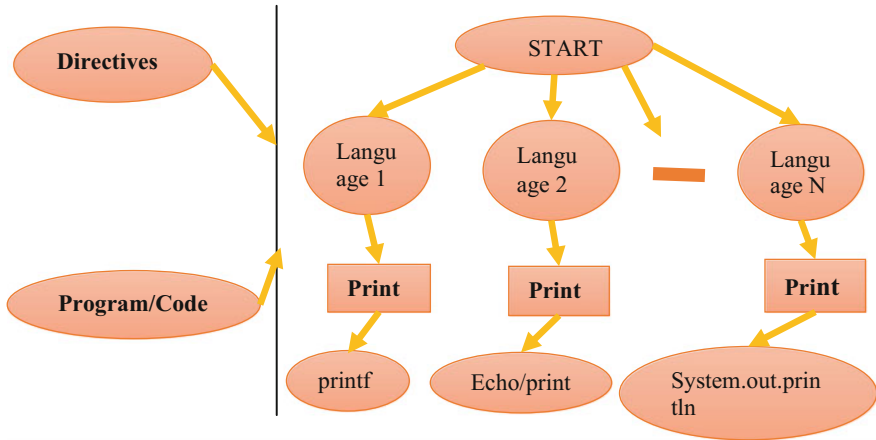 START
Directives
Langu
age 1
Langu
age 2
Langu
age N
Program/Code
Print
Print
Print
printf
Echo/print
System.out.prin
tln